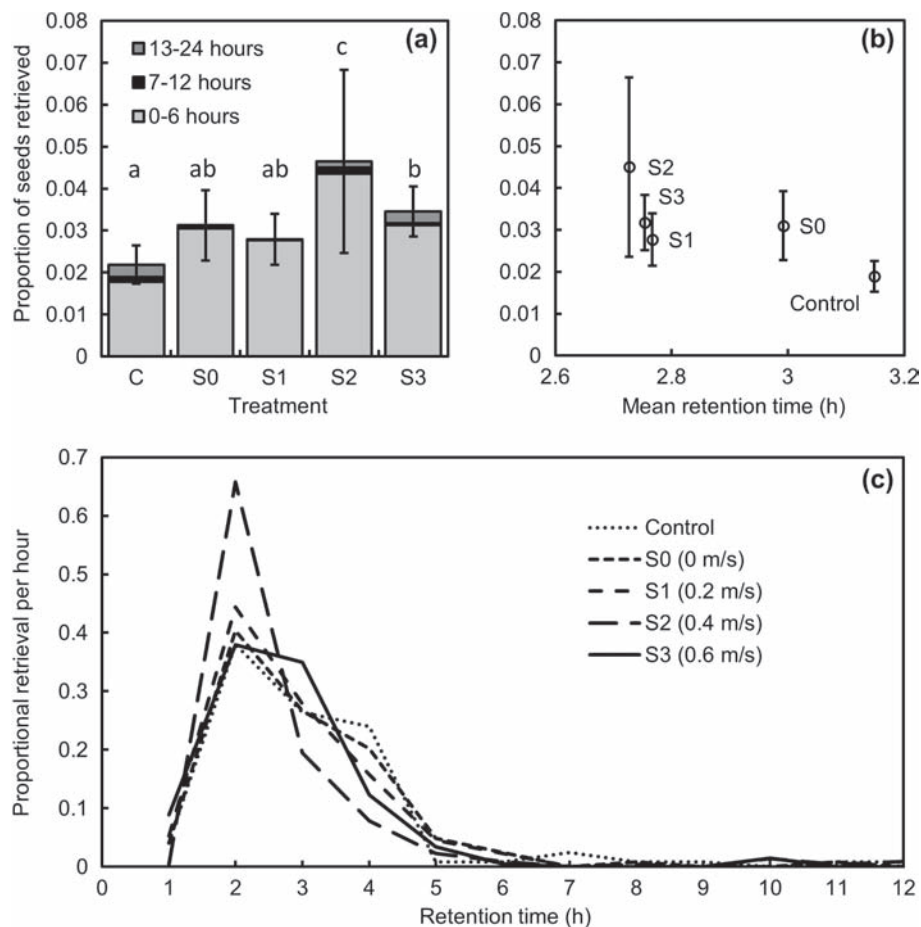 (a)
Proportion of seeds retrieved
0.08
0.07
0.06
0.05
0.04
0.03
0.02
0.01
0
13-24 hours
7-12 hours
0-6 hours
a
ab
ab
c
b
C
S0
S1
S2
S3
Treatment
(b)
0.08
0.07
0.06
0.05
0.04
0.03
0.02
0.01
0
S2
S3
S1
S0
Control
2.6
2.8
3
3.2
Mean retention time (h)
(c)
Proportional retrieval per hour
0.7
0.6
0.5
0.4
0.3
0.2
0.1
0
Control
S0 (0 m/s)
S1 (0.2 m/s)
S2 (0.4 m/s)
S3 (0.6 m/s)
0 1 2 3 4 5 6 7 8 9 10 11 12
Retention time (h)